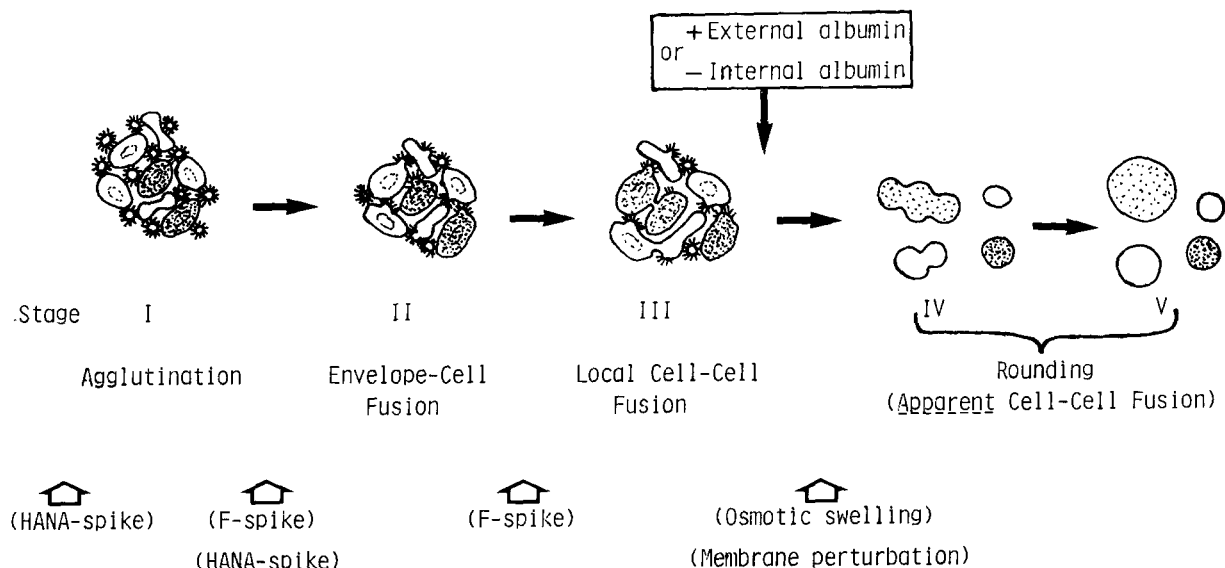 + External albumin
or
− Internal albumin
.Stage I II III IV V
Agglutination
Envelope-Cell
Fusion
Local Cell-Cell
Fusion
Rounding
(Apparent Cell-Cell Fusion)
(HANA-spike)
(F-spike)
(HANA-spike)
(F-spike)
(Osmotic swelling)
(Membrane perturbation)